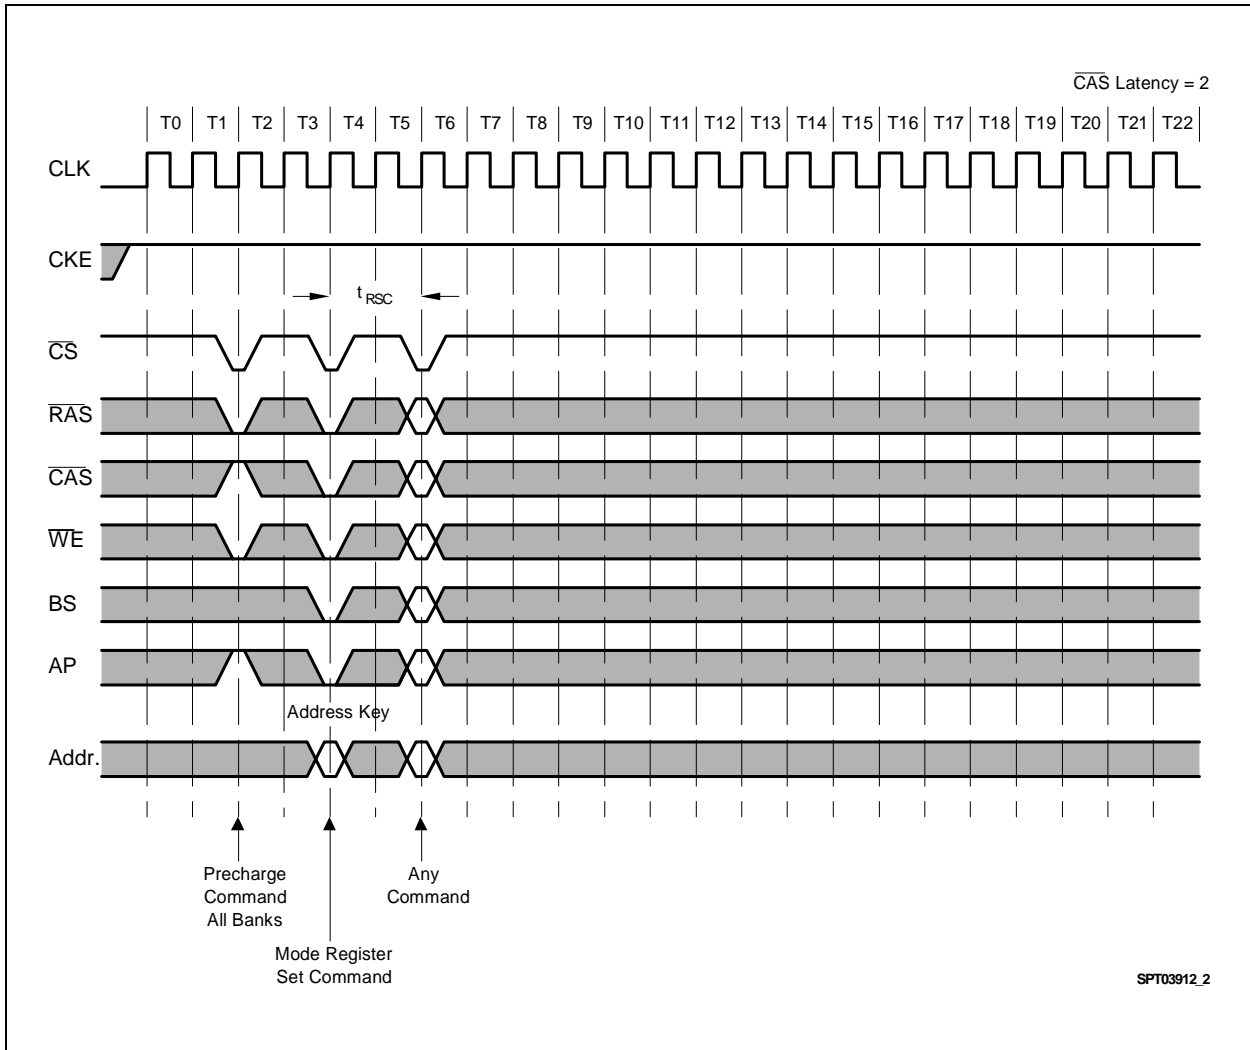 CAS Latency = 2
T0 T1 T2 T3 T4 T5 T6 T7 T8 T9 T10 T11 T12 T13 T14 T15 T16 T17 T18 T19 T20 T21 T22
CLK
CKE
t RSC
CS
RAS
CAS
WE
BS
AP
Address Key
Addr.
Precharge
Command
All Banks
Any
Command
Mode Register
Set Command
SPT03912_2